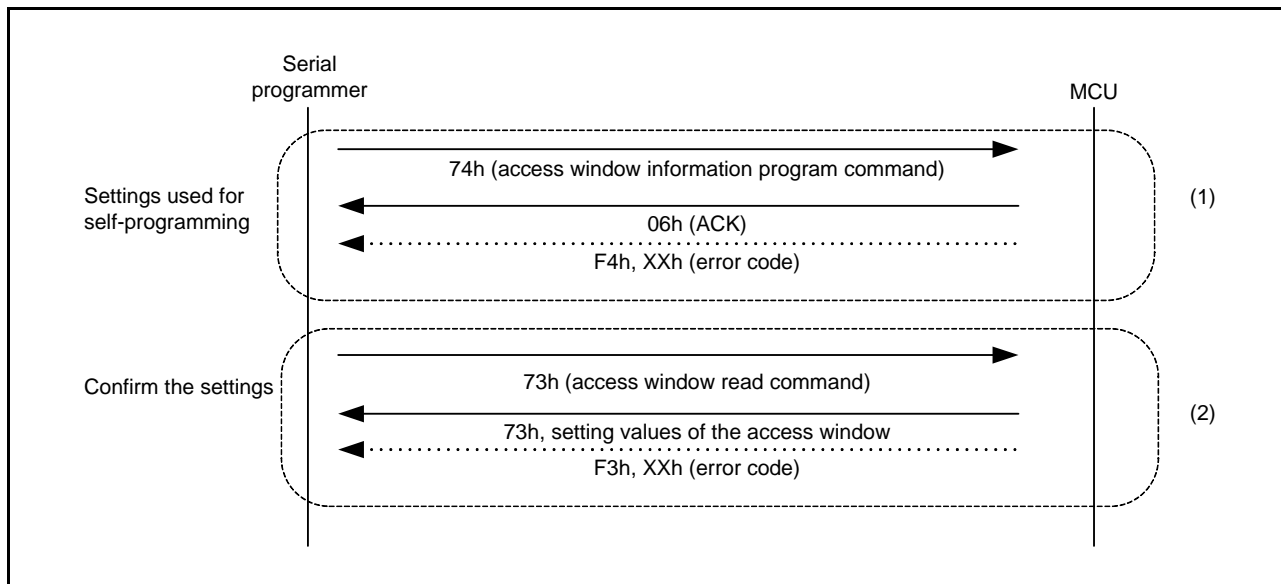 Serial
programmer
MCU
74h (access window information program command)
Settings used for
self-programming
(1)
06h (ACK)
F4h, XXh (error code)
73h (access window read command)
Confirm the settings
(2)
73h, setting values of the access window
F3h, XXh (error code)